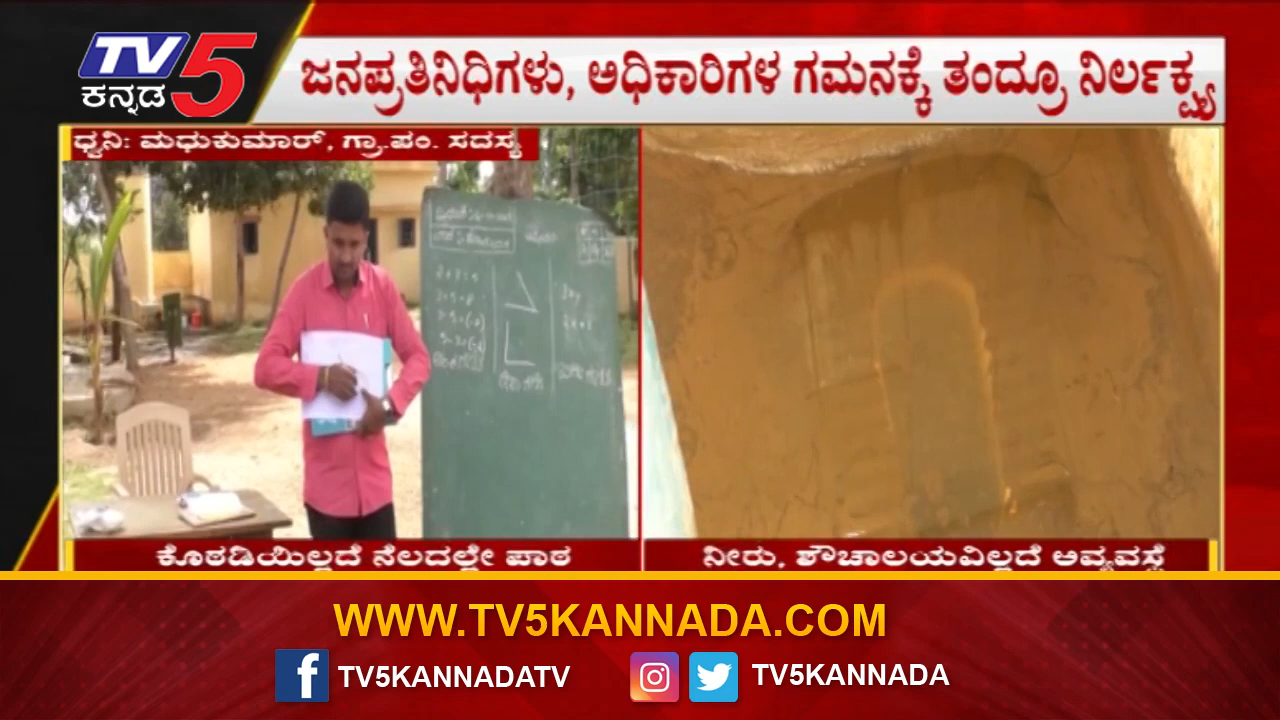 TV5
ಕನ್ನಡ
ಜನಪ್ರತಿನಿಧಿಗಳು, ಅಧಿಕಾರಿಗಳ ಗಮನಕ್ಕೆ ತಂದ್ರೂ ನಿರ್ಲಕ್ಷ್ಯ
ಧ್ವನಿ: ಮಧುಕುಮಾರ್, ಗ್ರಾ.ಪಂ. ಸದಸ್ಯ
ಕೊಠಡಿಯಿಲ್ಲದೆ ನೆಲದಲ್ಲೇ ಪಾಠ
ನೀರು, ಶೌಚಾಲಯವಿಲ್ಲದೆ ಅವ್ಯವಸ್ಥೆ
WWW.TV5KANNADA.COM
TV5KANNADATV
TV5KANNADA